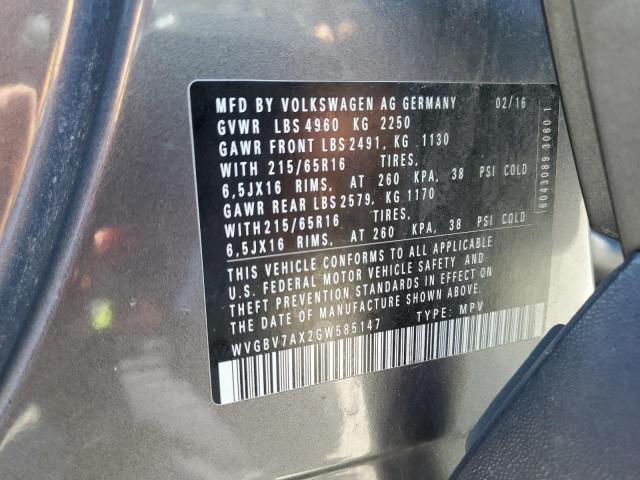 MFD BY VOLKSWAGEN AG GERMANY 02/16
GVWR LBS 4960 KG 2250
GAWR FRONT LBS 2491, KG 1130
WITH 215/65R16 TIRES,
6,5JX16 RIMS, AT 260 KPA, 38 PSI COLD
GAWR REAR LBS 2579, KG 1170
WITH 215/65R16 TIRES,
6,5JX16 RIMS, AT 260 KPA, 38 PSI COLD
THIS VEHICLE CONFORMS TO ALL APPLICABLE
U.S. FEDERAL MOTOR VEHICLE SAFETY AND
THEFT PREVENTION STANDARDS IN EFFECT ON
THE DATE OF MANUFACTURE SHOWN ABOVE.
WVGBV7AX2GW585147 TYPE: MPV
6043089 3060 1